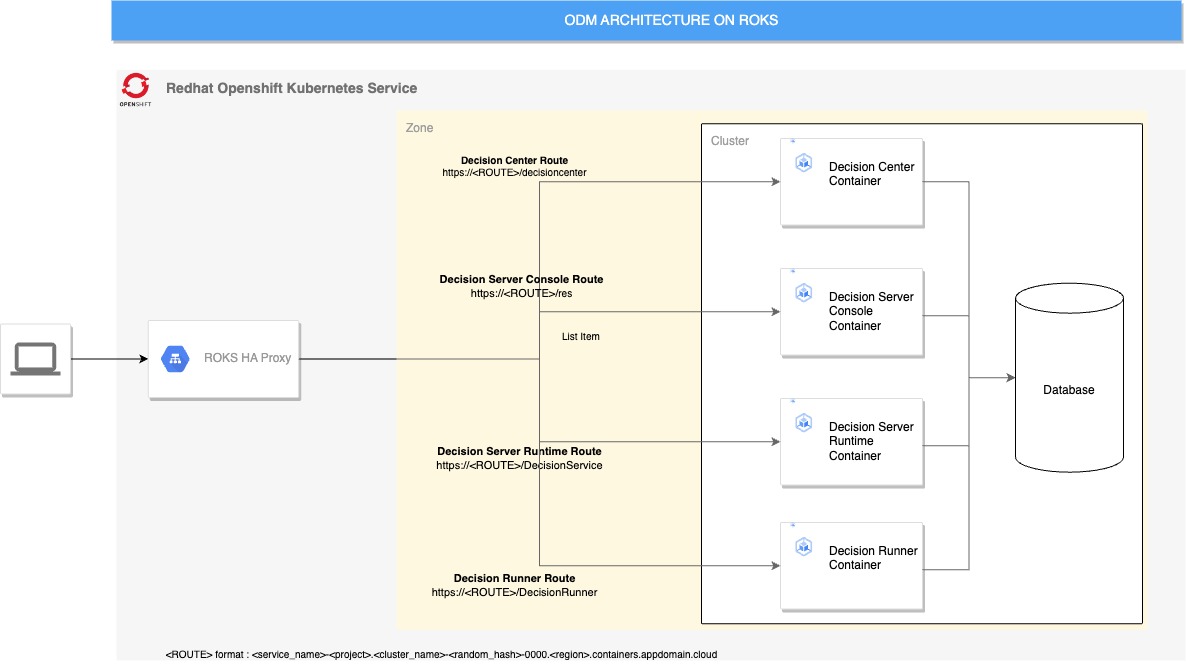 ODM ARCHITECTURE ON ROKS
OPENSHIFT
Redhat Openshift Kubernetes Service
Zone
Cluster
Decision Center Route
https://<ROUTE>/decisioncenter
Decision Center
Container
Decision Server Console Route
https://<ROUTE>/res
Decision Server
Console
Container
List Item
ROKS HA Proxy
Database
Decision Server Runtime Route
https://<ROUTE>/DecisionService
Decision Server
Runtime
Container
Decision Runner Route
https://<ROUTE>/DecisionRunner
Decision Runner
Container
<ROUTE> format : <service_name>-<project>.<cluster_name>-<random_hash>-0000.<region>.containers.appdomain.cloud